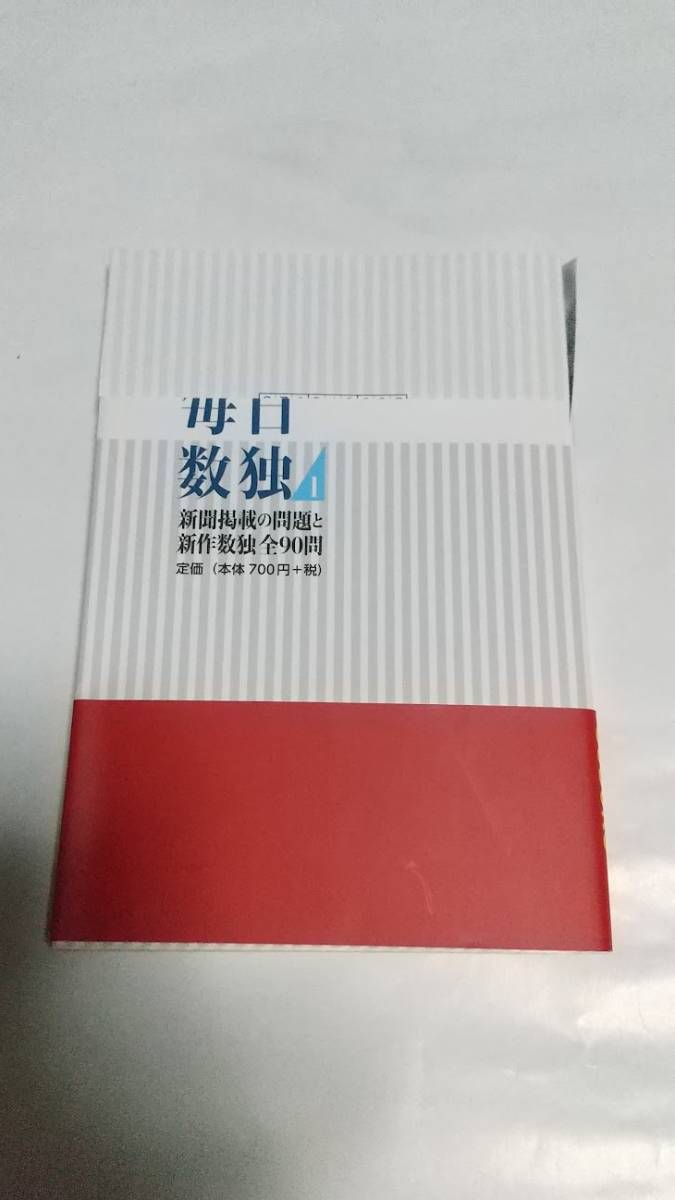 毎日
数独 1
新聞掲載の問題と
新作数独 全90問
定価（本体700円+税）